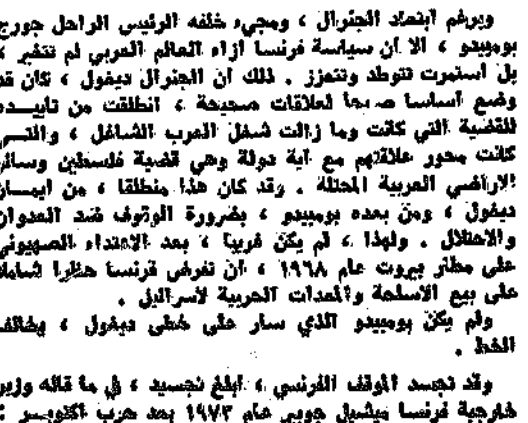 وبرغم ابتعاد الجنرال ، ومجيء خلفه الرئيس الراحل جورج
بومبيدو ، الا ان سياسة فرنسا ازاء العالم العربي لم تتغير ،
بل استمرت تتوطد وتتعزز . ذلك ان الجنرال ديغول ، كان قد
وضع اساسا صحيحا لعلاقات صحيحة ، انطلقت من تاييده
للقضية التي كانت وما زالت شغل العرب الشاغل ، والتي
كانت محور علاقتهم مع اية دولة وهي قضية فلسطين وسائر
الاراضي العربية المحتلة . وقد كان هذا منطلقا ، من ايمان
ديغول ، ومن بعده بومبيدو ، بضرورة الوقوف ضد العدوان
والاحتلال . ولهذا ، لم يكن غريبا ، بعد الاعتداء الصهيوني
على مطار بيروت عام ١٩٦٨ ، ان تفرض فرنسا حظرا شاملا
على بيع الاسلحة والمعدات الحربية لاسرائيل .
ولم يكن بومبيدو الذي سار على خطى ديغول ، يخالف
الخط .
وقد تجسد الموقف الفرنسي ، ابلغ تجسيد ، في ما قاله وزير
خارجية فرنسا ميشيل جوبير عام ١٩٧٣ بعد حرب اكتوبر :